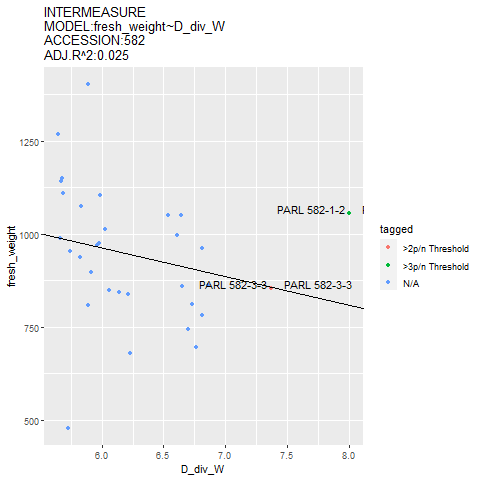 INTERMEASURE
MODEL:fresh_weight~D_div_W
ACCESSION:582
ADJ.R^2:0.025
1250
1000
750
500
fresh_weight
PARL 582-1-2
PARL 582-3-3
PARL 582-3-3
6.0 6.5 7.0 7.5 8.0
D_div_W
tagged
>2p/n Threshold
>3p/n Threshold
N/A